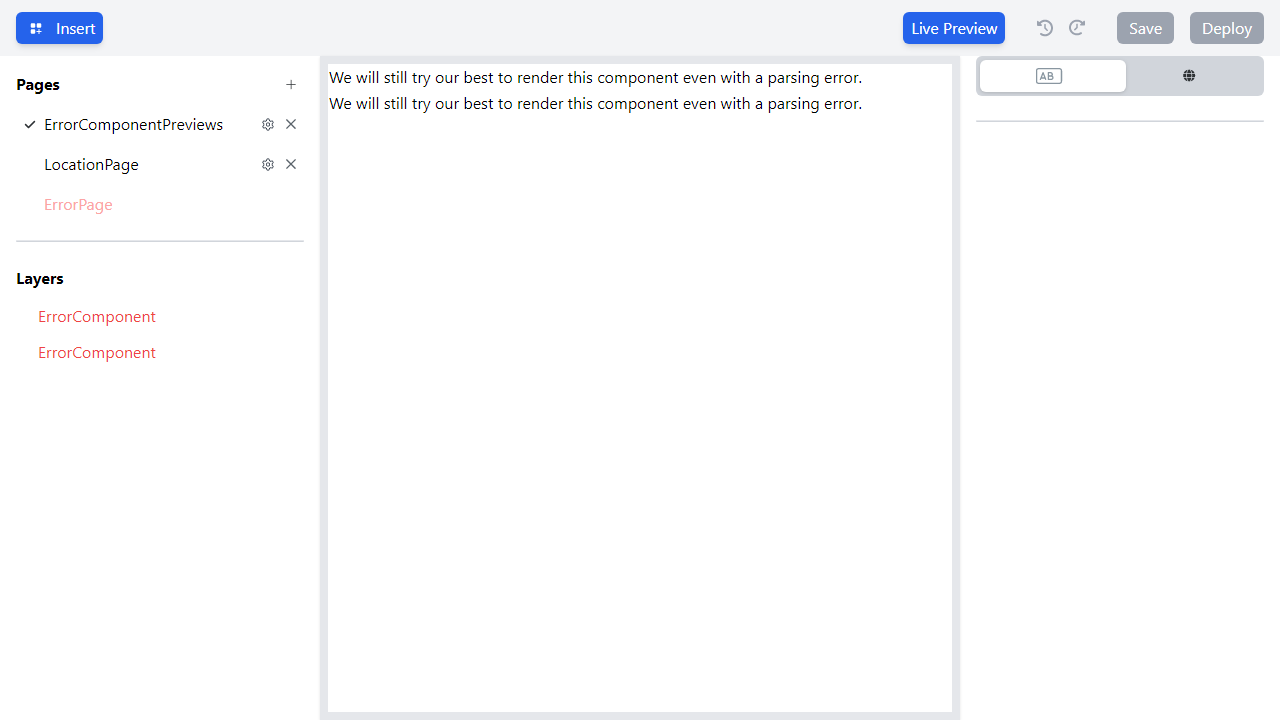 Insert
Live Preview
Save
Deploy
Pages
ErrorComponentPreviews
LocationPage
ErrorPage
Layers
ErrorComponent
ErrorComponent
We will still try our best to render this component even with a parsing error.
We will still try our best to render this component even with a parsing error.
AB